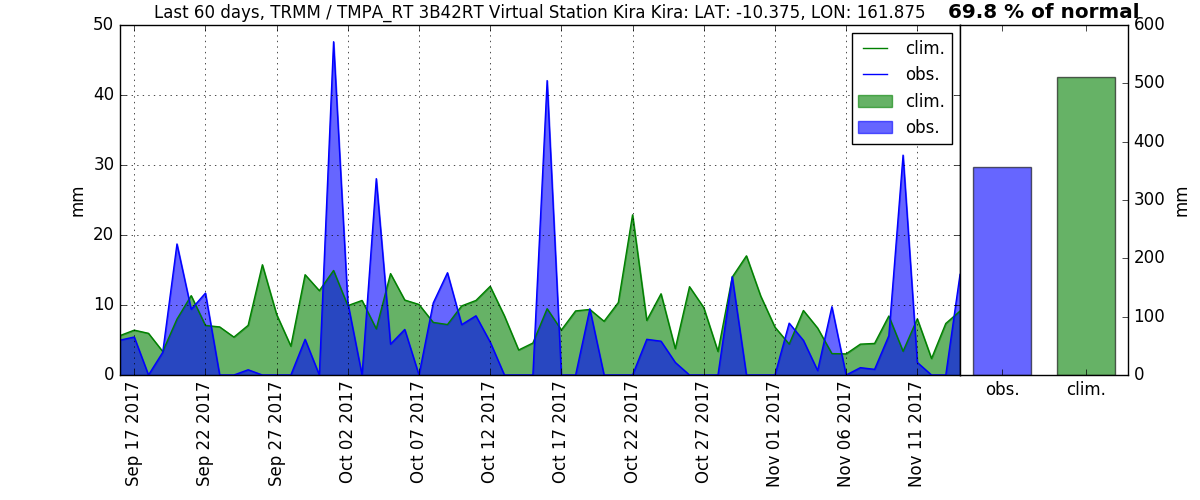 Last 60 days, TRMM / TMPA_RT 3B42RT Virtual Station Kira Kira: LAT: -10.375, LON: 161.875
69.8 % of normal
50
40
30
20
10
0
mm
clim.
obs.
clim.
obs.
600
500
400
300
200
100
0
mm
obs.
clim.
Sep 17 2017
Sep 22 2017
Sep 27 2017
Oct 02 2017
Oct 07 2017
Oct 12 2017
Oct 17 2017
Oct 22 2017
Oct 27 2017
Nov 01 2017
Nov 06 2017
Nov 11 2017